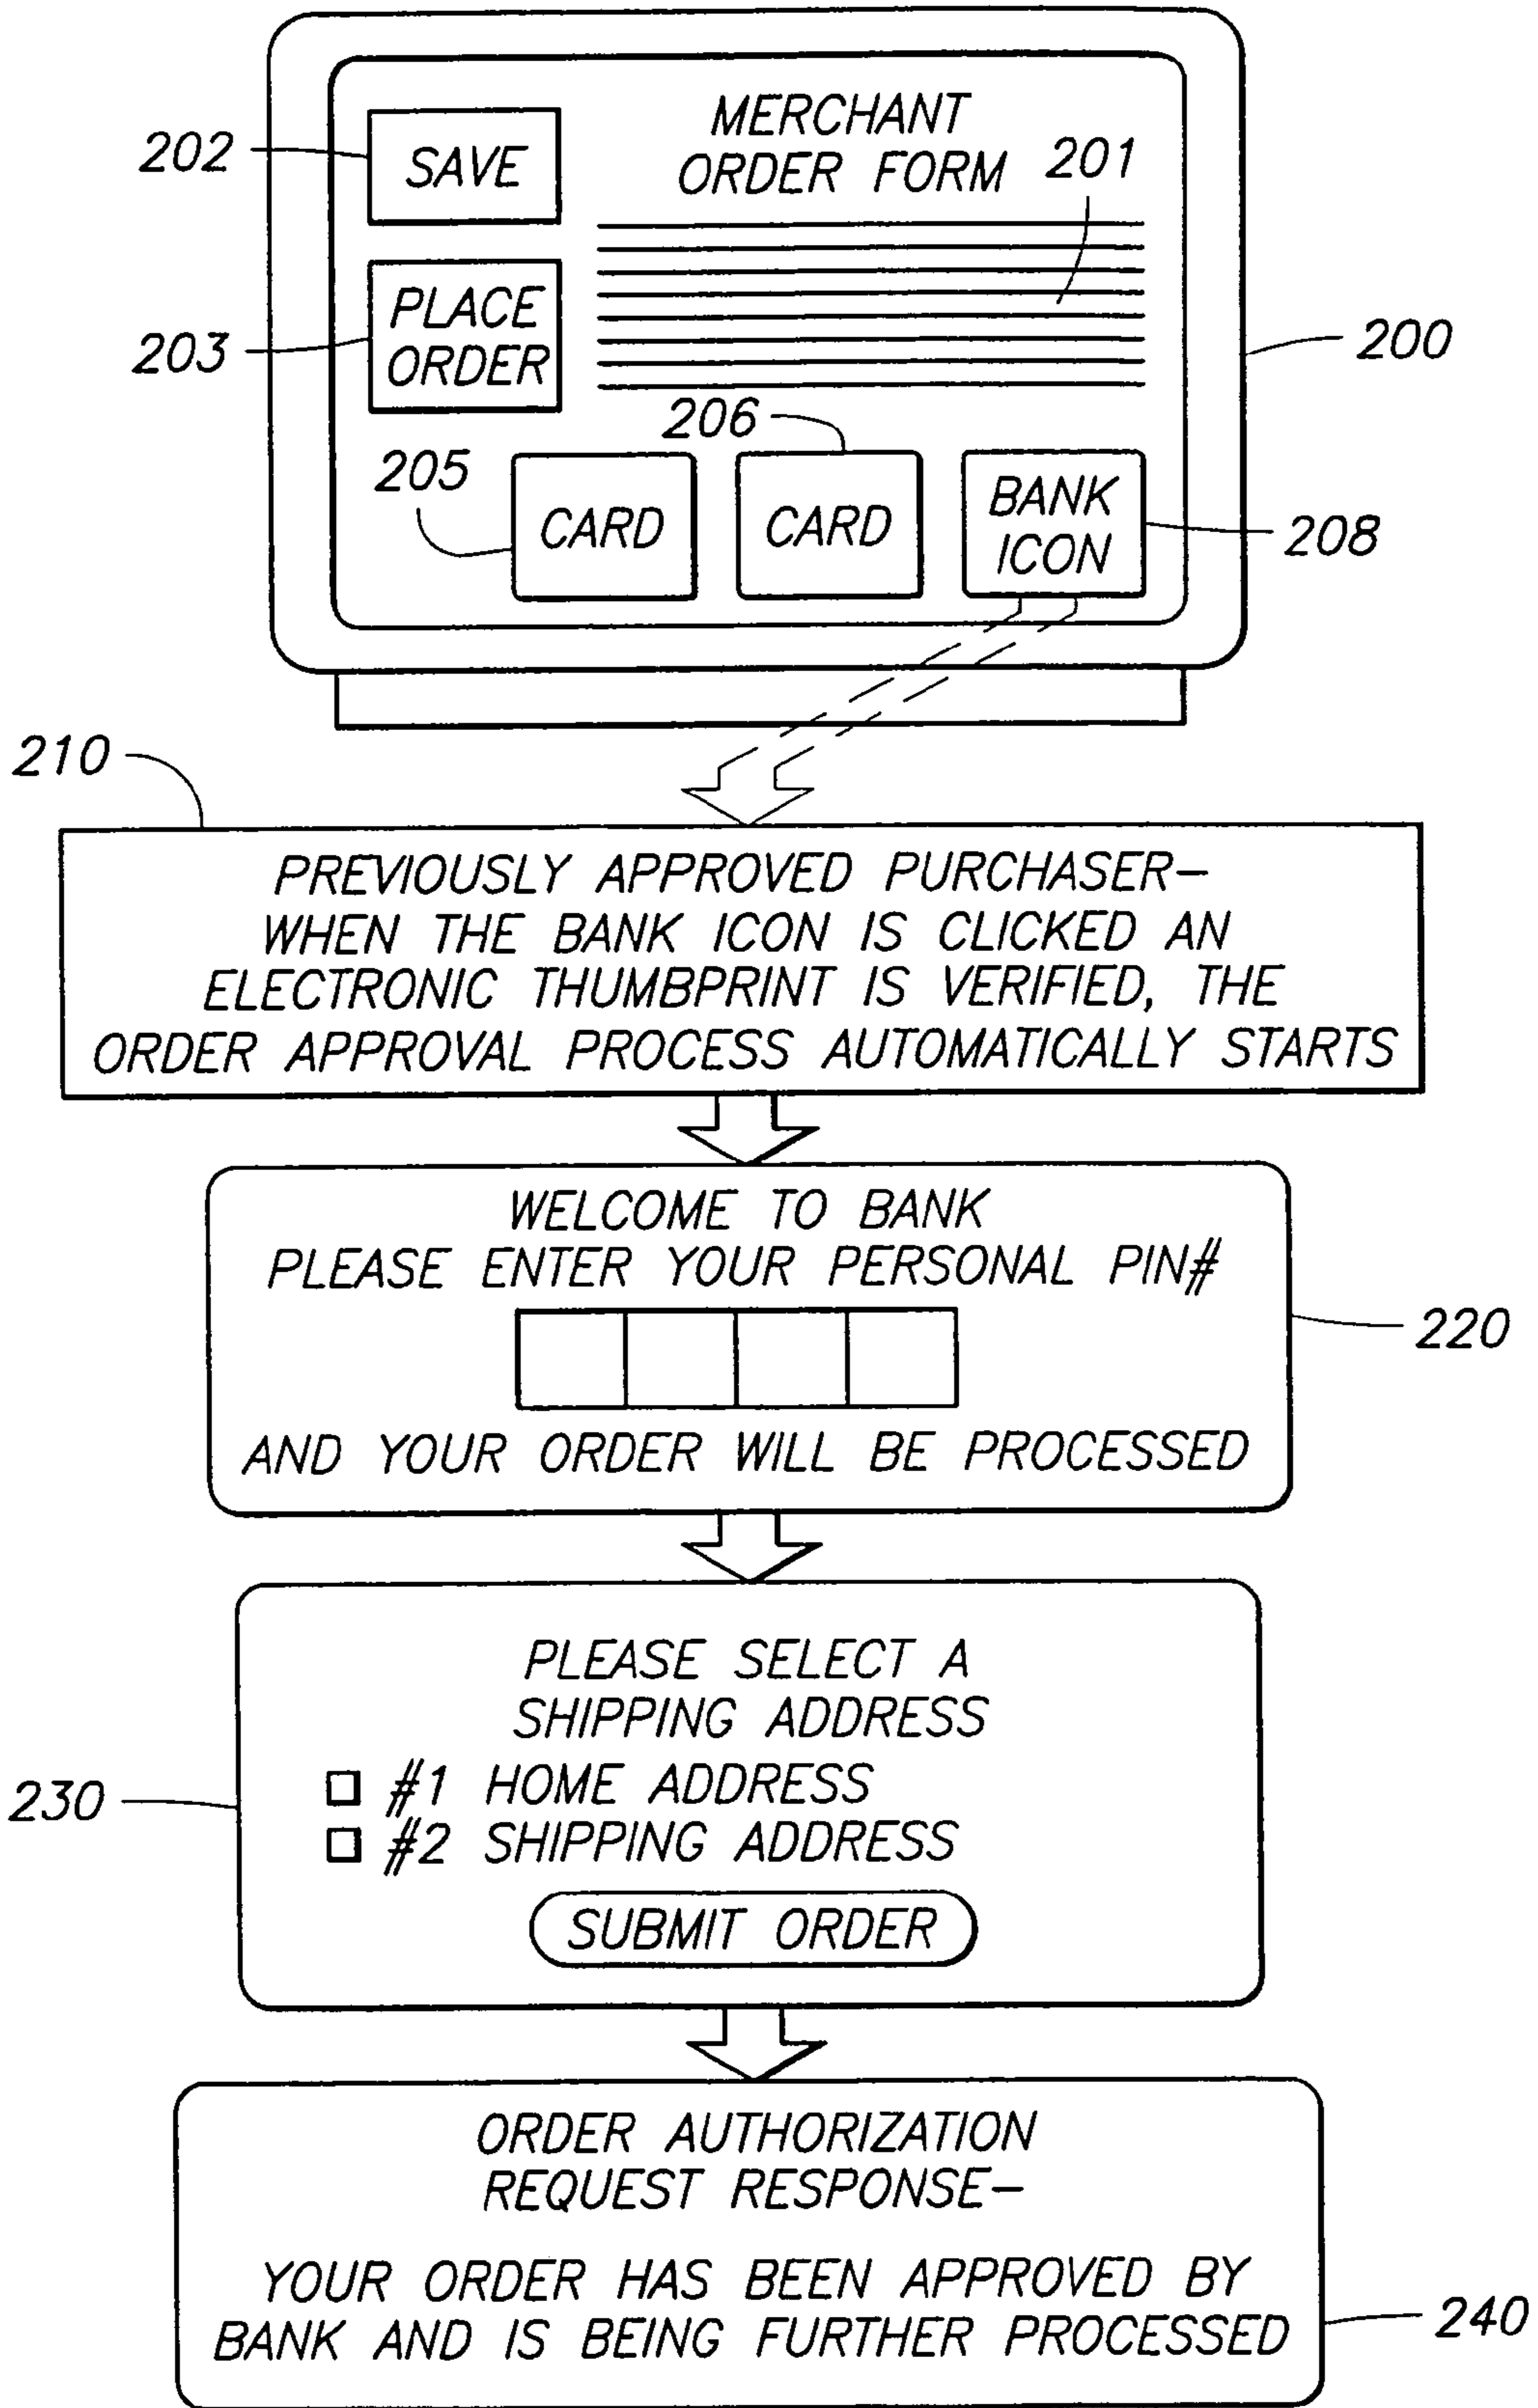 MERCHANT
ORDER FORM
201
202
SAVE
203
PLACE
ORDER
200
206
205
CARD
CARD
BANK
ICON
208
210
PREVIOUSLY APPROVED PURCHASER—
WHEN THE BANK ICON IS CLICKED AN
ELECTRONIC THUMBPRINT IS VERIFIED, THE
ORDER APPROVAL PROCESS AUTOMATICALLY STARTS
WELCOME TO BANK
PLEASE ENTER YOUR PERSONAL PIN#
220
AND YOUR ORDER WILL BE PROCESSED
PLEASE SELECT A
SHIPPING ADDRESS
#1 HOME ADDRESS
230
#2 SHIPPING ADDRESS
SUBMIT ORDER
ORDER AUTHORIZATION
REQUEST RESPONSE—
YOUR ORDER HAS BEEN APPROVED BY
BANK AND IS BEING FURTHER PROCESSED
240